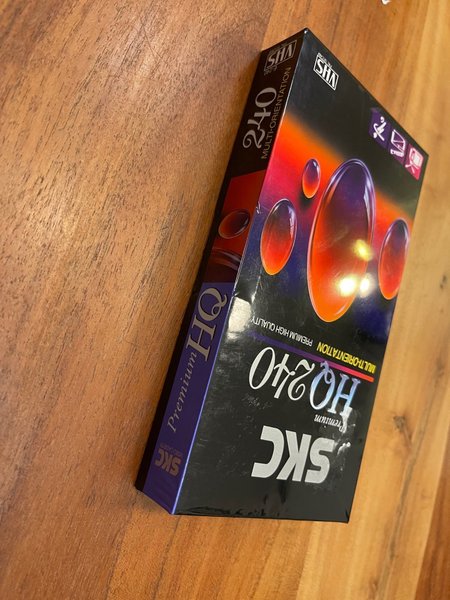 VHS
240
MULTI-ORIENTATION
Premium HQ
SKC
VHS
PREMIUM HIGH QUALITY
MULTI-ORIENTATION
Premium
HQ240
SKC